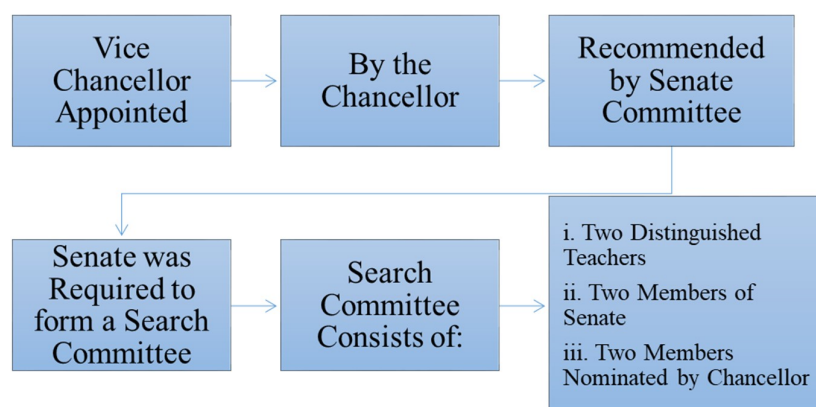 Vice
Chancellor
Appointed
By the
Chancellor
Recommended
by Senate
Committee
Senate was
Required to
form a Search
Committee
Search
Committee
Consists of:
i. Two Distinguished
Teachers
ii. Two Members of
Senate
iii. Two Members
Nominated by Chancellor